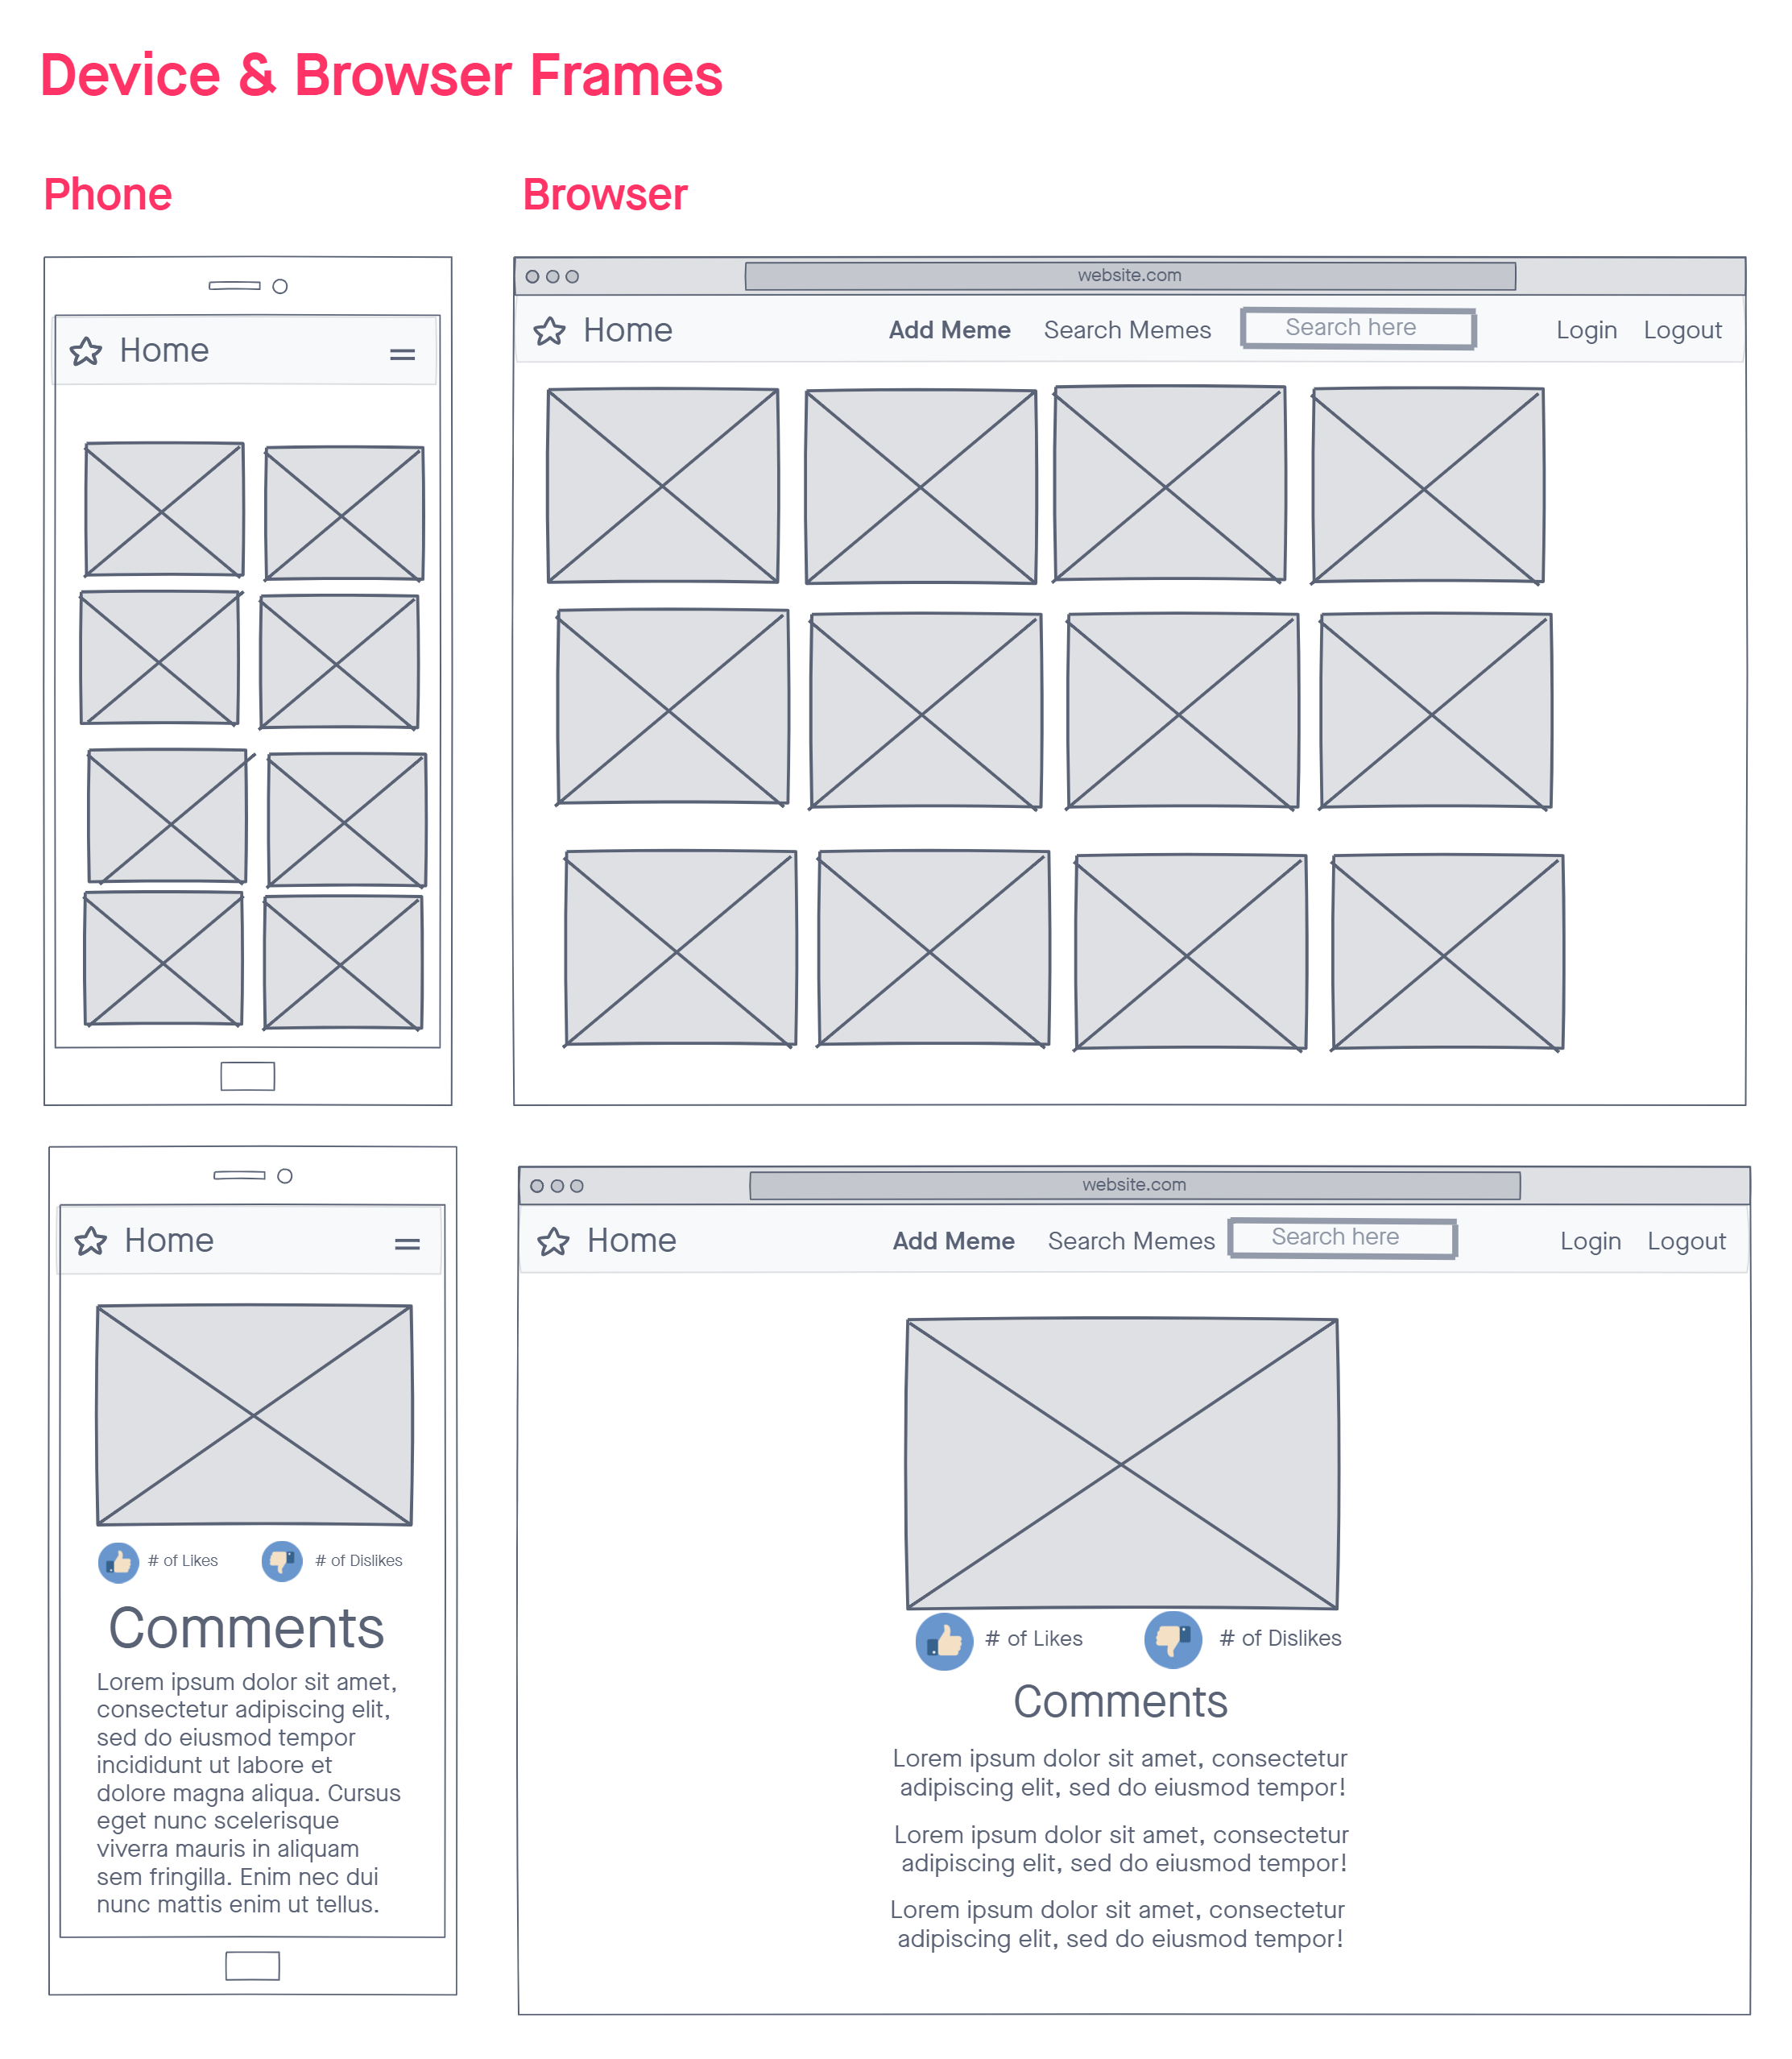 Device & Browser Frames
Phone
Browser
Home
website.com
Home
Add Meme
Search Memes
Search here
Login
Logout
Home
# of Likes
# of Dislikes
Comments
Lorem ipsum dolor sit amet,
consectetur adipiscing elit,
sed do eiusmod tempor
incididunt ut labore et
dolore magna aliqua. Cursus
eget nunc scelerisque
viverra mauris in aliquam
sem fringilla. Enim nec dui
nunc mattis enim ut tellus.
website.com
Home
Add Meme
Search Memes
Search here
Login
Logout
# of Likes
# of Dislikes
Comments
Lorem ipsum dolor sit amet, consectetur
adipiscing elit, sed do eiusmod tempor!
Lorem ipsum dolor sit amet, consectetur
adipiscing elit, sed do eiusmod tempor!
Lorem ipsum dolor sit amet, consectetur
adipiscing elit, sed do eiusmod tempor!